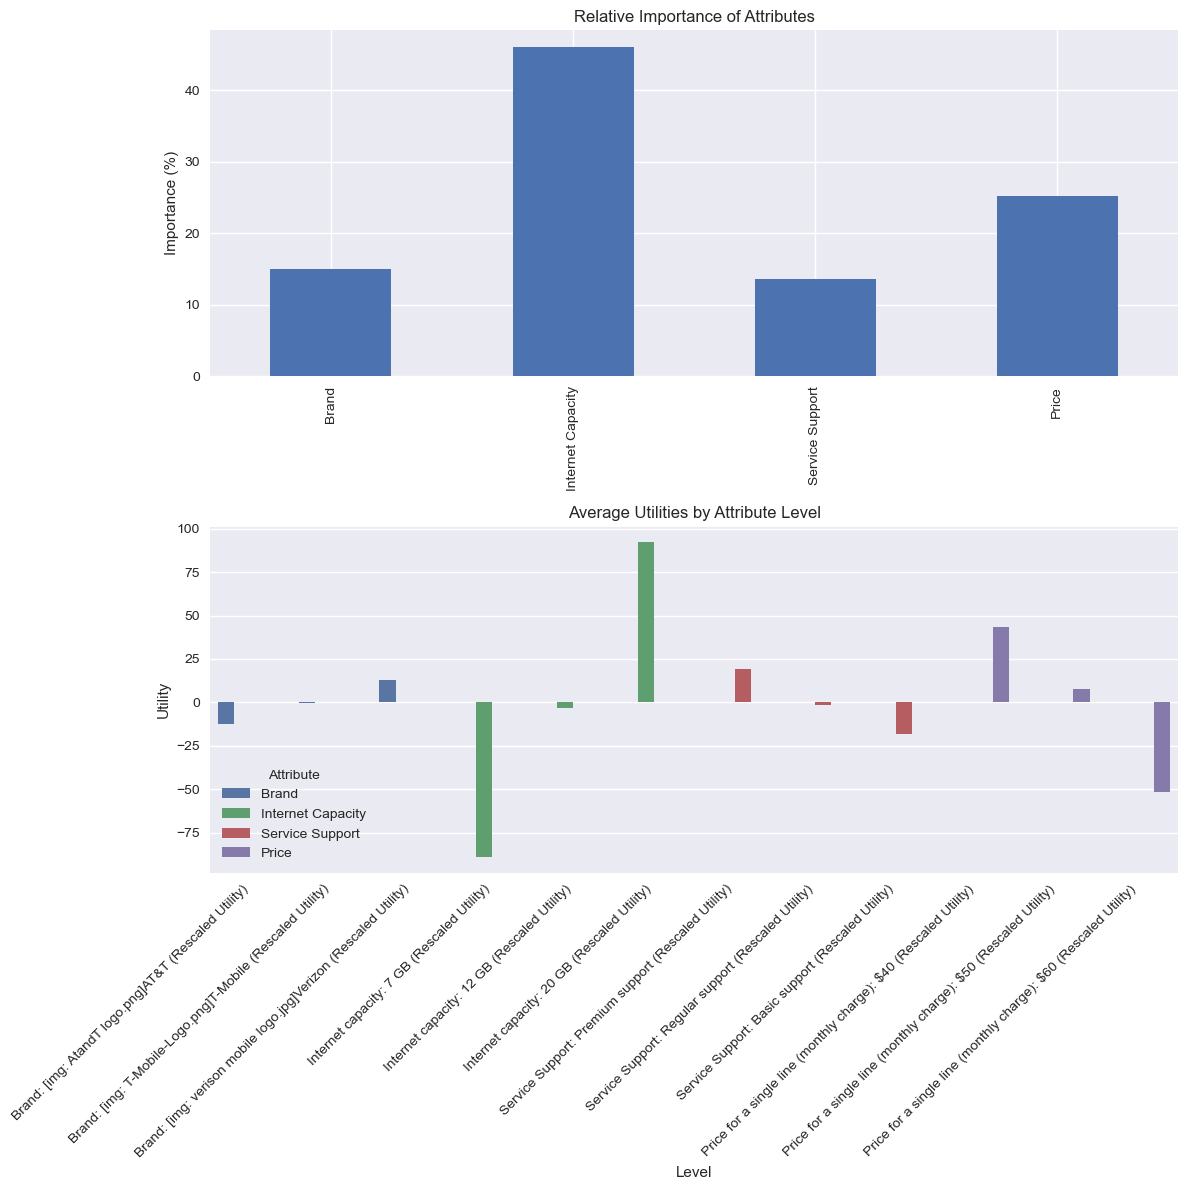 Relative Importance of Attributes
Importance (%)
40
30
20
10
0
Brand
Internet Capacity
Service Support
Price
Average Utilities by Attribute Level
Utility
100
75
50
25
0
−25
−50
−75
Attribute
Brand
Internet Capacity
Service Support
Price
Brand: [img: AtandT logo.png]AT&T (Rescaled Utility)
Brand: [img: T-Mobile-Logo.png]T-Mobile (Rescaled Utility)
Brand: [img: verison mobile logo.jpg]Verizon (Rescaled Utility)
Internet capacity: 7 GB (Rescaled Utility)
Internet capacity: 12 GB (Rescaled Utility)
Internet capacity: 20 GB (Rescaled Utility)
Service Support: Premium support (Rescaled Utility)
Service Support: Regular support (Rescaled Utility)
Service Support: Basic support (Rescaled Utility)
Price for a single line (monthly charge): $40 (Rescaled Utility)
Price for a single line (monthly charge): $50 (Rescaled Utility)
Price for a single line (monthly charge): $60 (Rescaled Utility)
Level